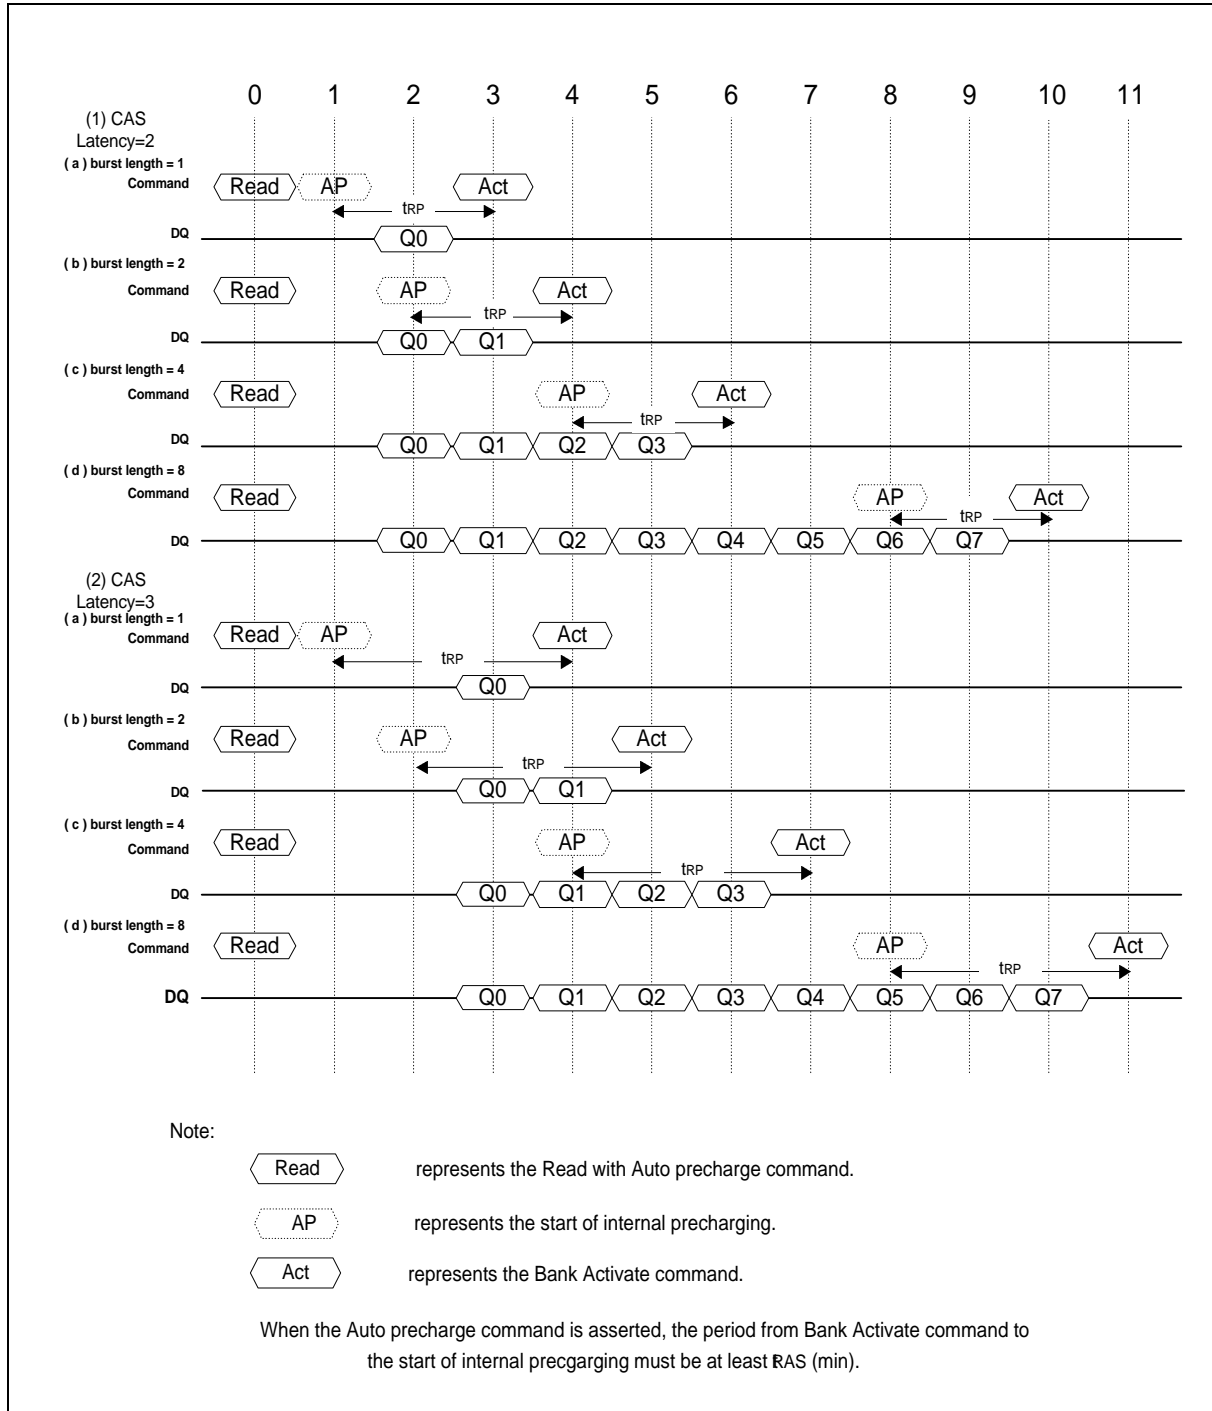 0 1 2 3 4 5 6 7 8 9 10 11
(1) CAS
Latency=2
( a ) burst length = 1
Command Read AP Act
tRP
DQ Q0
( b ) burst length = 2
Command Read AP Act
tRP
DQ Q0 Q1
( c ) burst length = 4
Command Read AP Act
tRP
DQ Q0 Q1 Q2 Q3
( d ) burst length = 8
Command Read AP Act
tRP
DQ Q0 Q1 Q2 Q3 Q4 Q5 Q6 Q7
(2) CAS
Latency=3
( a ) burst length = 1
Command Read AP Act
tRP
DQ Q0
( b ) burst length = 2
Command Read AP Act
tRP
DQ Q0 Q1
( c ) burst length = 4
Command Read AP Act
tRP
DQ Q0 Q1 Q2 Q3
( d ) burst length = 8
Command Read AP Act
tRP
DQ Q0 Q1 Q2 Q3 Q4 Q5 Q6 Q7
Note:
Read represents the Read with Auto precharge command.
AP represents the start of internal precharging.
Act represents the Bank Activate command.
When the Auto precharge command is asserted, the period from Bank Activate command to
the start of internal precgarging must be at least tRAS (min).